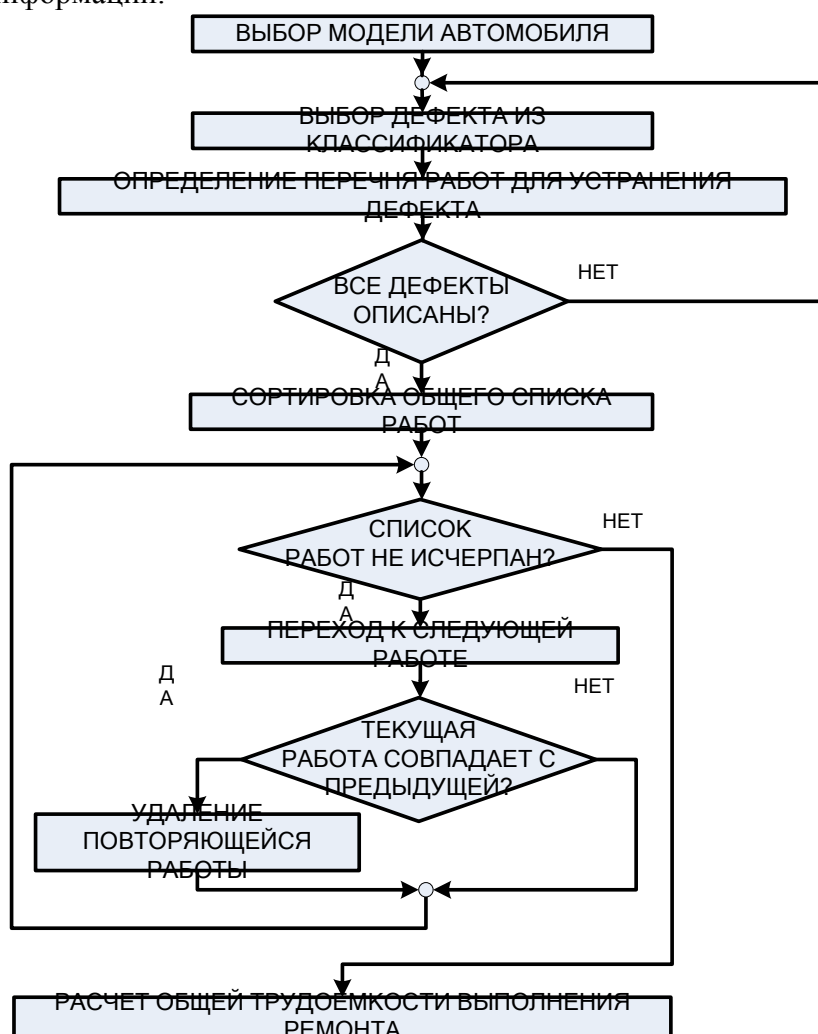 нформации.
ВЫБОР МОДЕЛИ АВТОМОБИЛЯ
ВЫБОР ДЕФЕКТА ИЗ
КЛАССИФИКАТОРА
ОПРЕДЕЛЕНИЕ ПЕРЕЧНЯ РАБОТ ДЛЯ УСТРАНЕНИЯ
ДЕФЕКТА
ВСЕ ДЕФЕКТЫ
ОПИСАНЫ?
НЕТ
Д
А
СОРТИРОВКА ОБЩЕГО СПИСКА
РАБОТ
СПИСОК
РАБОТ НЕ ИСЧЕРПАН?
НЕТ
Д
А
ПЕРЕХОД К СЛЕДУЮЩЕЙ
РАБОТЕ
Д
А
НЕТ
ТЕКУЩАЯ
РАБОТА СОВПАДАЕТ С
ПРЕДЫДУЩЕЙ?
УДАЛЕНИЕ
ПОВТОРЯЮЩЕЙСЯ
РАБОТЫ
РАСЧЕТ ОБЩЕЙ ТРУДОЕМКОСТИ ВЫПОЛНЕНИЯ
РЕМОНТА